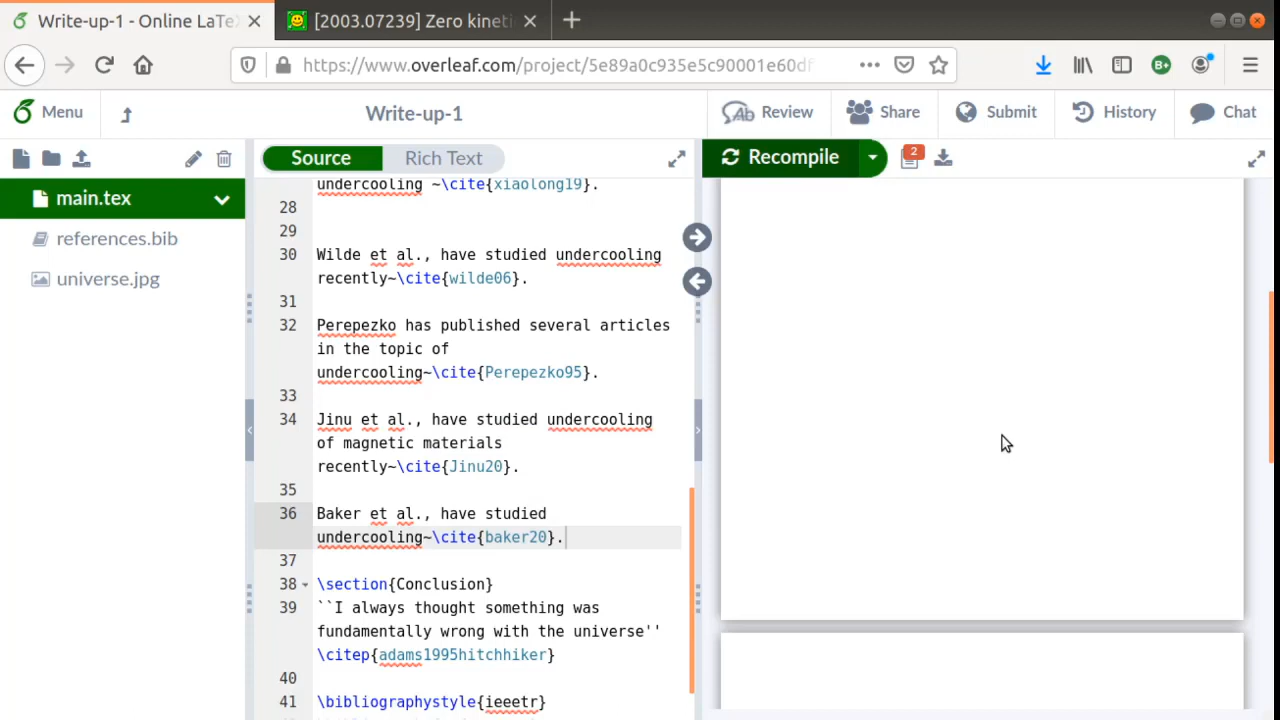 Write-up-1 - Online LaTeX
[2003.07239] Zero kineti
https://www.overleaf.com/project/5e89a0c935e5c90001e60df
B+
Menu
Write-up-1
Review
Share
Submit
History
Chat
Source
Rich Text
Recompile
2
main.tex
references.bib
universe.jpg
undercooling ~\cite{xiaolong19}.
28
29
30 Wilde et al., have studied undercooling
recently~\cite{wilde06}.
31
32 Perepezko has published several articles
in the topic of
undercooling~\cite{Perepezko95}.
33
34 Jinu et al., have studied undercooling
of magnetic materials
recently~\cite{Jinu20}.
35
36 Baker et al., have studied
undercooling~\cite{baker20}.
37
38 \section{Conclusion}
39 ``I always thought something was
fundamentally wrong with the universe''
\citep{adams1995hitchhiker}
40
41 \bibliographystyle{ieeetr}